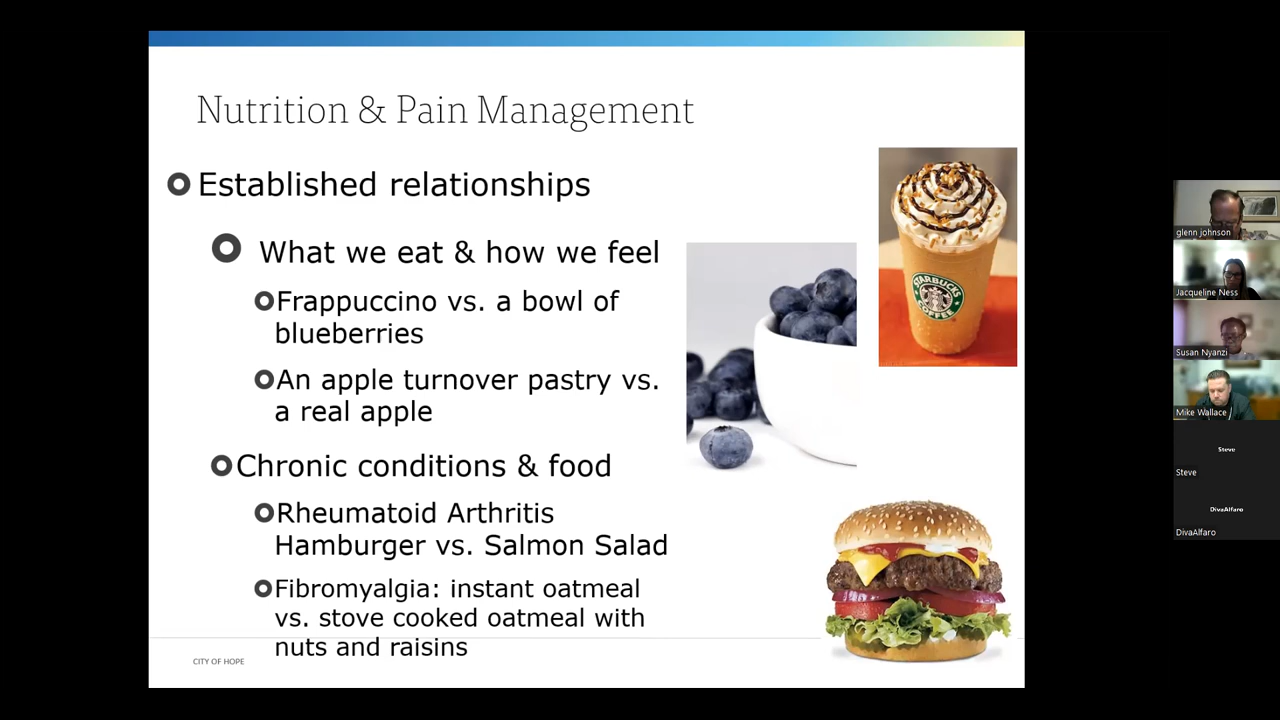 Nutrition & Pain Management
Established relationships
What we eat & how we feel
Frappuccino vs. a bowl of
blueberries
An apple turnover pastry vs.
a real apple
Chronic conditions & food
Rheumatoid Arthritis
Hamburger vs. Salmon Salad
Fibromyalgia: instant oatmeal
vs. stove cooked oatmeal with
nuts and raisins
CITY OF HOPE
STARBUCKS
COFFEE
glenn johnson
Jacqueline Ness
Susan Nyanzi
Mike Wallace
Steve
Steve
DivaAlfaro
DivaAlfaro